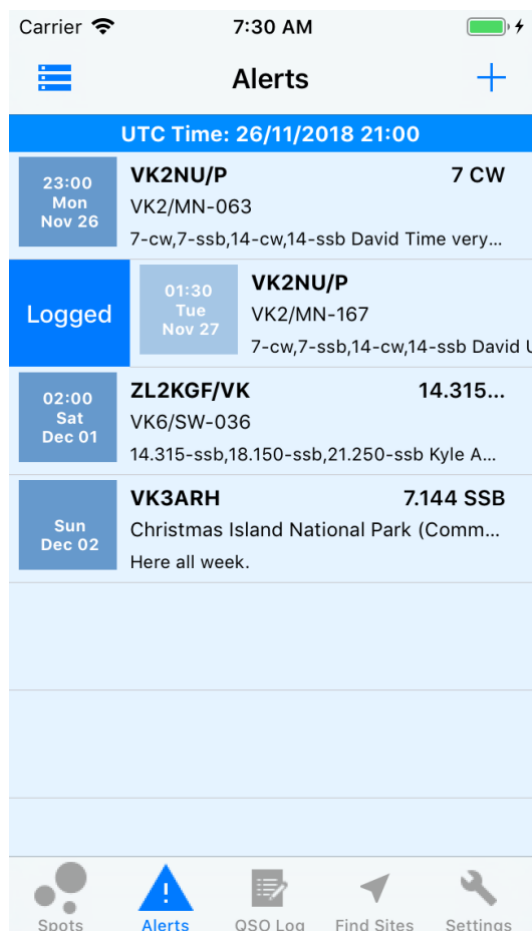 Carrier 7:30 AM
Alerts
UTC Time: 26/11/2018 21:00
23:00
Mon
Nov 26
VK2NU/P 7 CW
VK2/MN-063
7-cw,7-ssb,14-cw,14-ssb David Time very...
Logged
01:30
Tue
Nov 27
VK2NU/P
VK2/MN-167
7-cw,7-ssb,14-cw,14-ssb David U
02:00
Sat
Dec 01
ZL2KGF/VK 14.315...
VK6/SW-036
14.315-ssb,18.150-ssb,21.250-ssb Kyle A...
Sun
Dec 02
VK3ARH 7.144 SSB
Christmas Island National Park (Comm...
Here all week.
Spots Alerts QSO Log Find Sites Settings